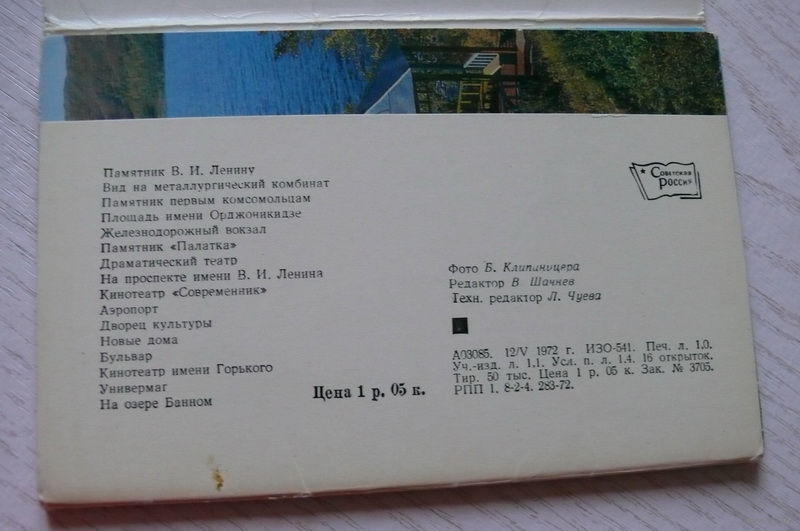 Памятник В. И. Ленину
Вид на металлургический комбинат
Памятник первым комсомольцам
Площадь имени Орджоникидзе
Железнодорожный вокзал
Памятник «Палатка»
Драматический театр
На проспекте имени В. И. Ленина
Кинотеатр «Современник»
Аэропорт
Дворец культуры
Новые дома
Бульвар
Кинотеатр имени Горького
Универмаг
На озере Банном
Цена 1 р. 05 к.
Советская
Россия
Фото Б. Клипиницера
Редактор В. Шачнев
Техн. редактор Л. Чуева
А03085. 12/V 1972 г. ИЗО-541. Печ. л. 1,0.
Уч.-изд. л. 1,1. Усл. п. л. 1,4. 16 открыток.
Тир. 50 тыс. Цена 1 р. 05 к. Зак. № 3705.
РПП 1. 8-2-4. 283-72.